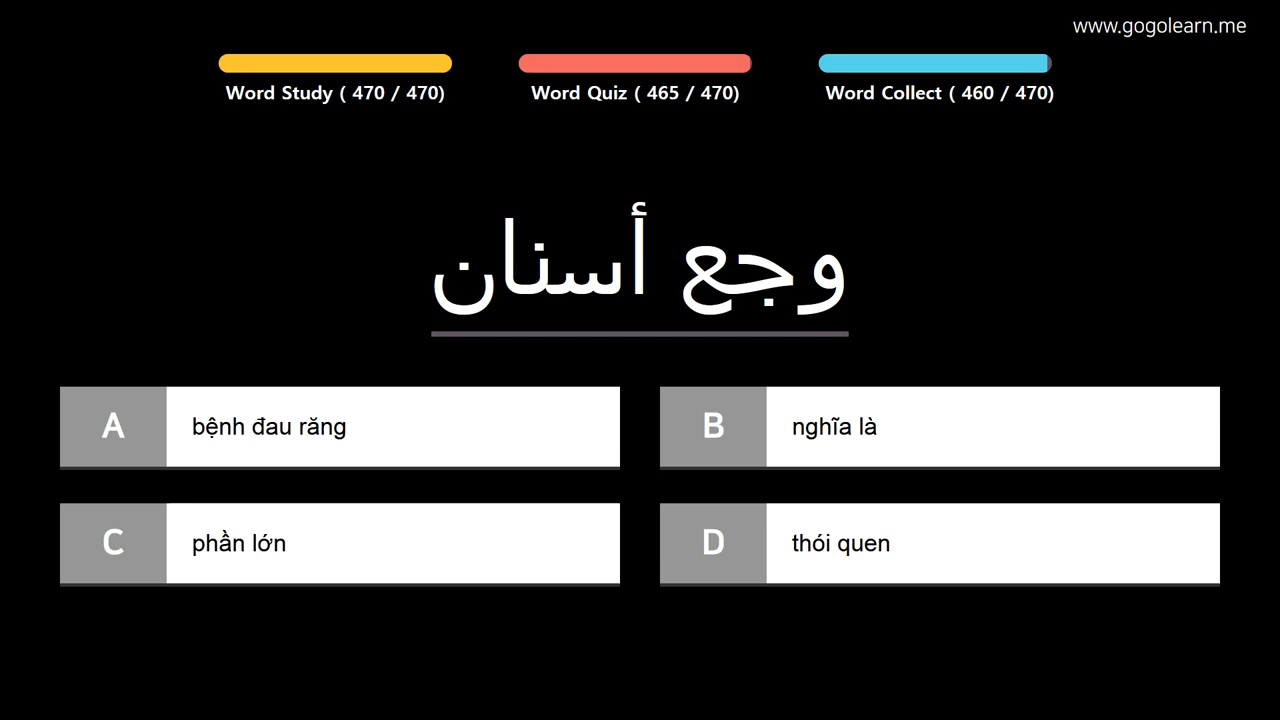 www.gogolearn.me
Word Study ( 470 / 470)
Word Quiz ( 465 / 470)
Word Collect ( 460 / 470)
وجع أسنان
A bệnh đau răng
B nghĩa là
C phần lớn
D thói quen